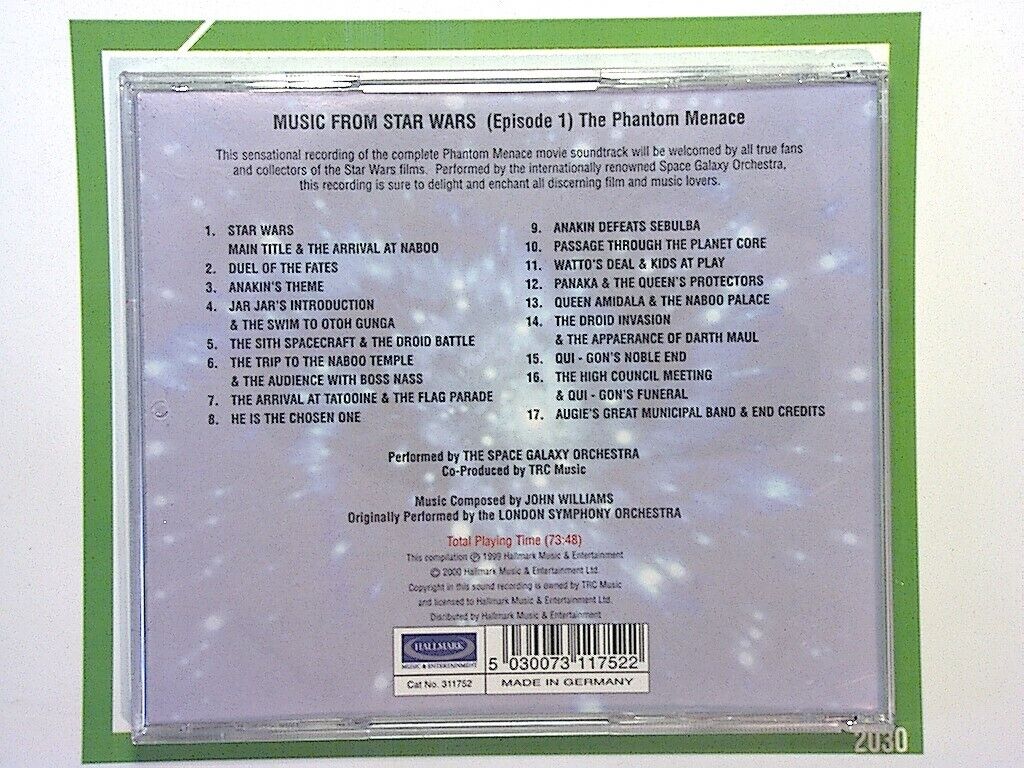 MUSIC FROM STAR WARS (Episode 1) The Phantom Menace
This sensational recording of the complete Phantom Menace movie soundtrack will be welcomed by all true fans
and collectors of the Star Wars films. Performed by the internationally renowned Space Galaxy Orchestra,
this recording is sure to delight and enchant all discerning film and music lovers.
1. STAR WARS
MAIN TITLE & THE ARRIVAL AT NABOO
2. DUEL OF THE FATES
3. ANAKIN'S THEME
4. JAR JAR'S INTRODUCTION
& THE SWIM TO OTOH GUNGA
5. THE SITH SPACECRAFT & THE DROID BATTLE
6. THE TRIP TO THE NABOO TEMPLE
& THE AUDIENCE WITH BOSS NASS
7. THE ARRIVAL AT TATOOINE & THE FLAG PARADE
8. HE IS THE CHOSEN ONE
9. ANAKIN DEFEATS SEBULBA
10. PASSAGE THROUGH THE PLANET CORE
11. WATTO'S DEAL & KIDS AT PLAY
12. PANAKA & THE QUEEN'S PROTECTORS
13. QUEEN AMIDALA & THE NABOO PALACE
14. THE DROID INVASION
& THE APPAERANCE OF DARTH MAUL
15. QUI - GON'S NOBLE END
16. THE HIGH COUNCIL MEETING
& QUI - GON'S FUNERAL
17. AUGIE'S GREAT MUNICIPAL BAND & END CREDITS
Performed by THE SPACE GALAXY ORCHESTRA
Co-Produced by TRC Music
Music Composed by JOHN WILLIAMS
Originally Performed by the LONDON SYMPHONY ORCHESTRA
Total Playing Time (73:48)
This compilation ℗ 1999 Hallmark Music & Entertainment
© 2000 Hallmark Music & Entertainment Ltd.
Copyright in this sound recording is owned by TRC Music
and licensed to Hallmark Music & Entertainment Ltd.
Distributed by Hallmark Music & Entertainment
HALLMARK
MUSIC & ENTERTAINMENT
Cat No. 311752
5 030073 117522
MADE IN GERMANY
2030